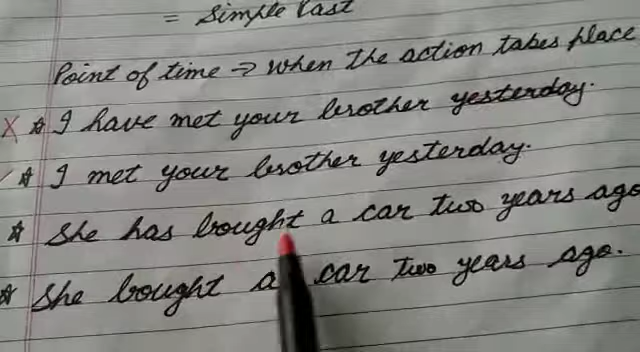 = Simple Past
Point of time → When the action takes place
× ☆ I have met your brother yesterday.
✓ ☆ I met your brother yesterday.
☆ She has bought a car two years ago
☆ She bought a car two years ago.